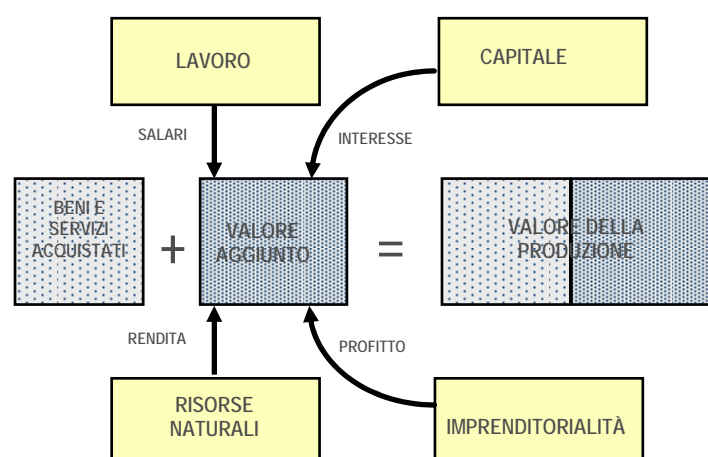 LAVORO
CAPITALE
SALARI
INTERESSE
BENI E
SERVIZI
ACQUISTATI
+
VALORE
AGGIUNTO
=
VALORE DELLA
PRODUZIONE
RENDITA
PROFITTO
RISORSE
NATURALI
IMPRENDITORIALITÀ